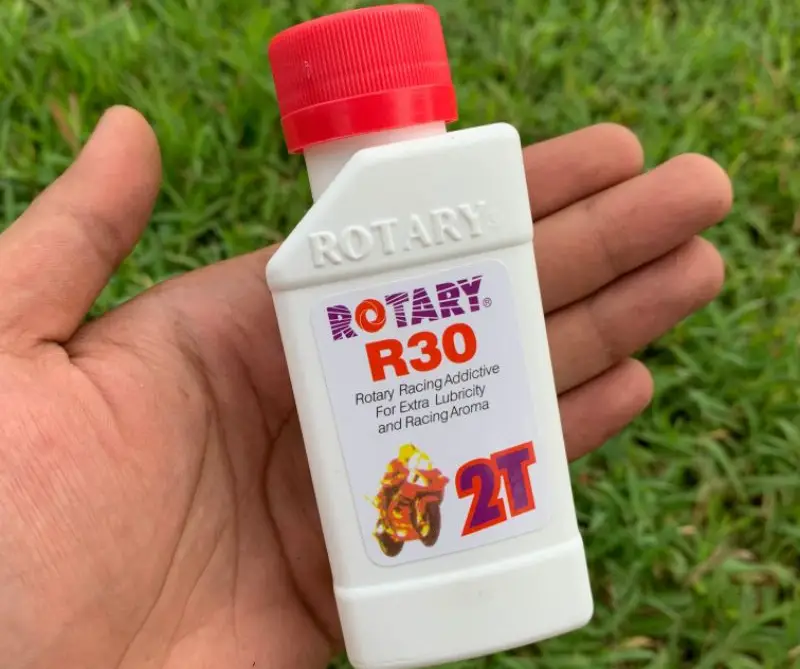 ROTARY
ROTARY®
R30
Rotary Racing Addictive
For Extra Lubricity
and Racing Aroma
2T